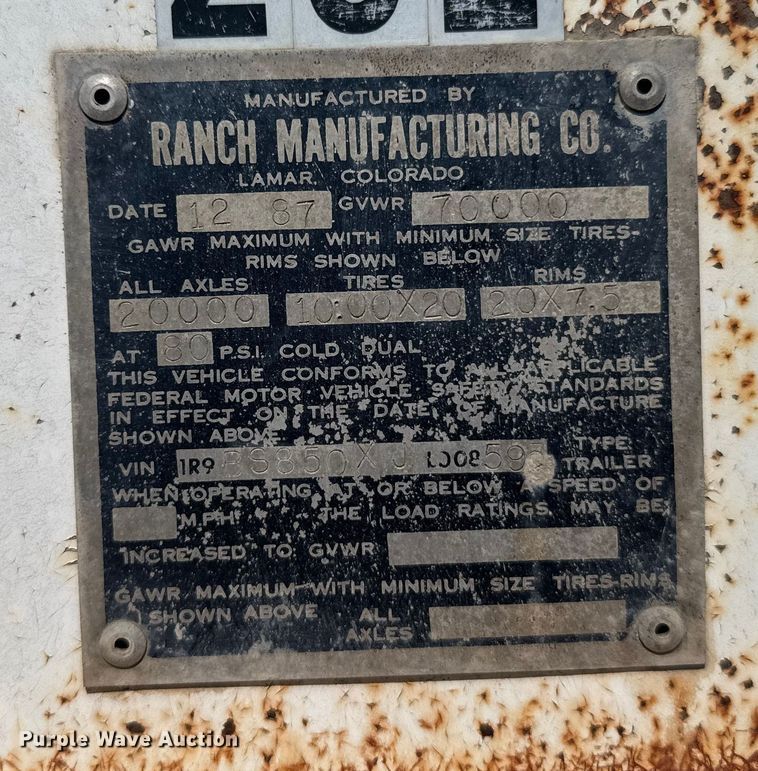 MANUFACTURED BY
RANCH MANUFACTURING CO.
LAMAR, COLORADO
DATE 12 87 GVWR 70000
GAWR MAXIMUM WITH MINIMUM SIZE TIRES-
RIMS SHOWN BELOW
ALL AXLES TIRES RIMS
20000 10:00X20 20X7.5
AT 80 P.S.I. COLD, DUAL
THIS VEHICLE CONFORMS TO ALL APPLICABLE
FEDERAL MOTOR VEHICLE SAFETY STANDARDS
IN EFFECT ON THE DATE OF MANUFACTURE
SHOWN ABOVE
VIN TYPE
TRAILER
WHEN OPERATING AT OR BELOW A SPEED OF
MPH THE LOAD RATINGS MAY BE
INCREASED TO GVWR
GAWR MAXIMUM WITH MINIMUM SIZE TIRES-RIMS
SHOWN ABOVE ALL
AXLES
Purple Wave Auction